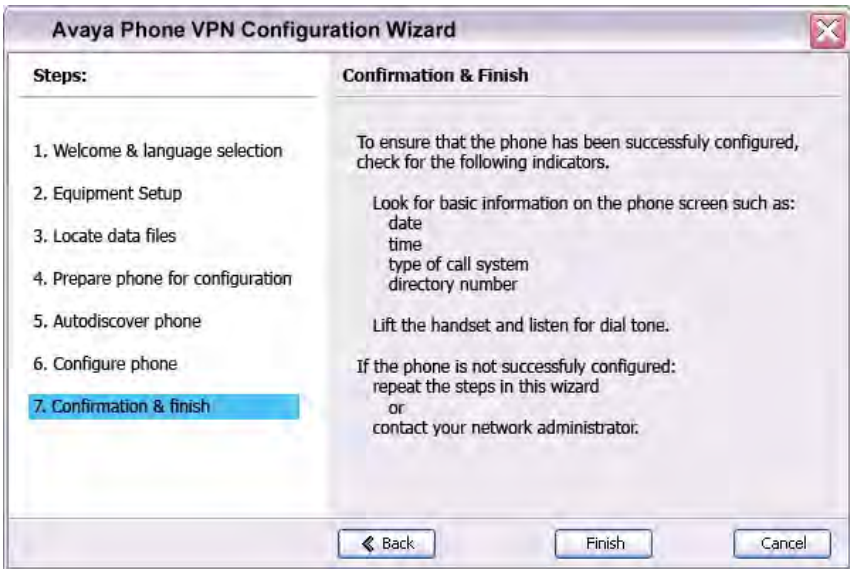 Avaya Phone VPN Configuration Wizard
Steps:
1. Welcome & language selection
2. Equipment Setup
3. Locate data files
4. Prepare phone for configuration
5. Autodiscover phone
6. Configure phone
7. Confirmation & finish
Confirmation & Finish
To ensure that the phone has been successfuly configured,
check for the following indicators.
Look for basic information on the phone screen such as:
date
time
type of call system
directory number
Lift the handset and listen for dial tone.
If the phone is not successfuly configured:
repeat the steps in this wizard
or
contact your network administrator.
Back
Finish
Cancel